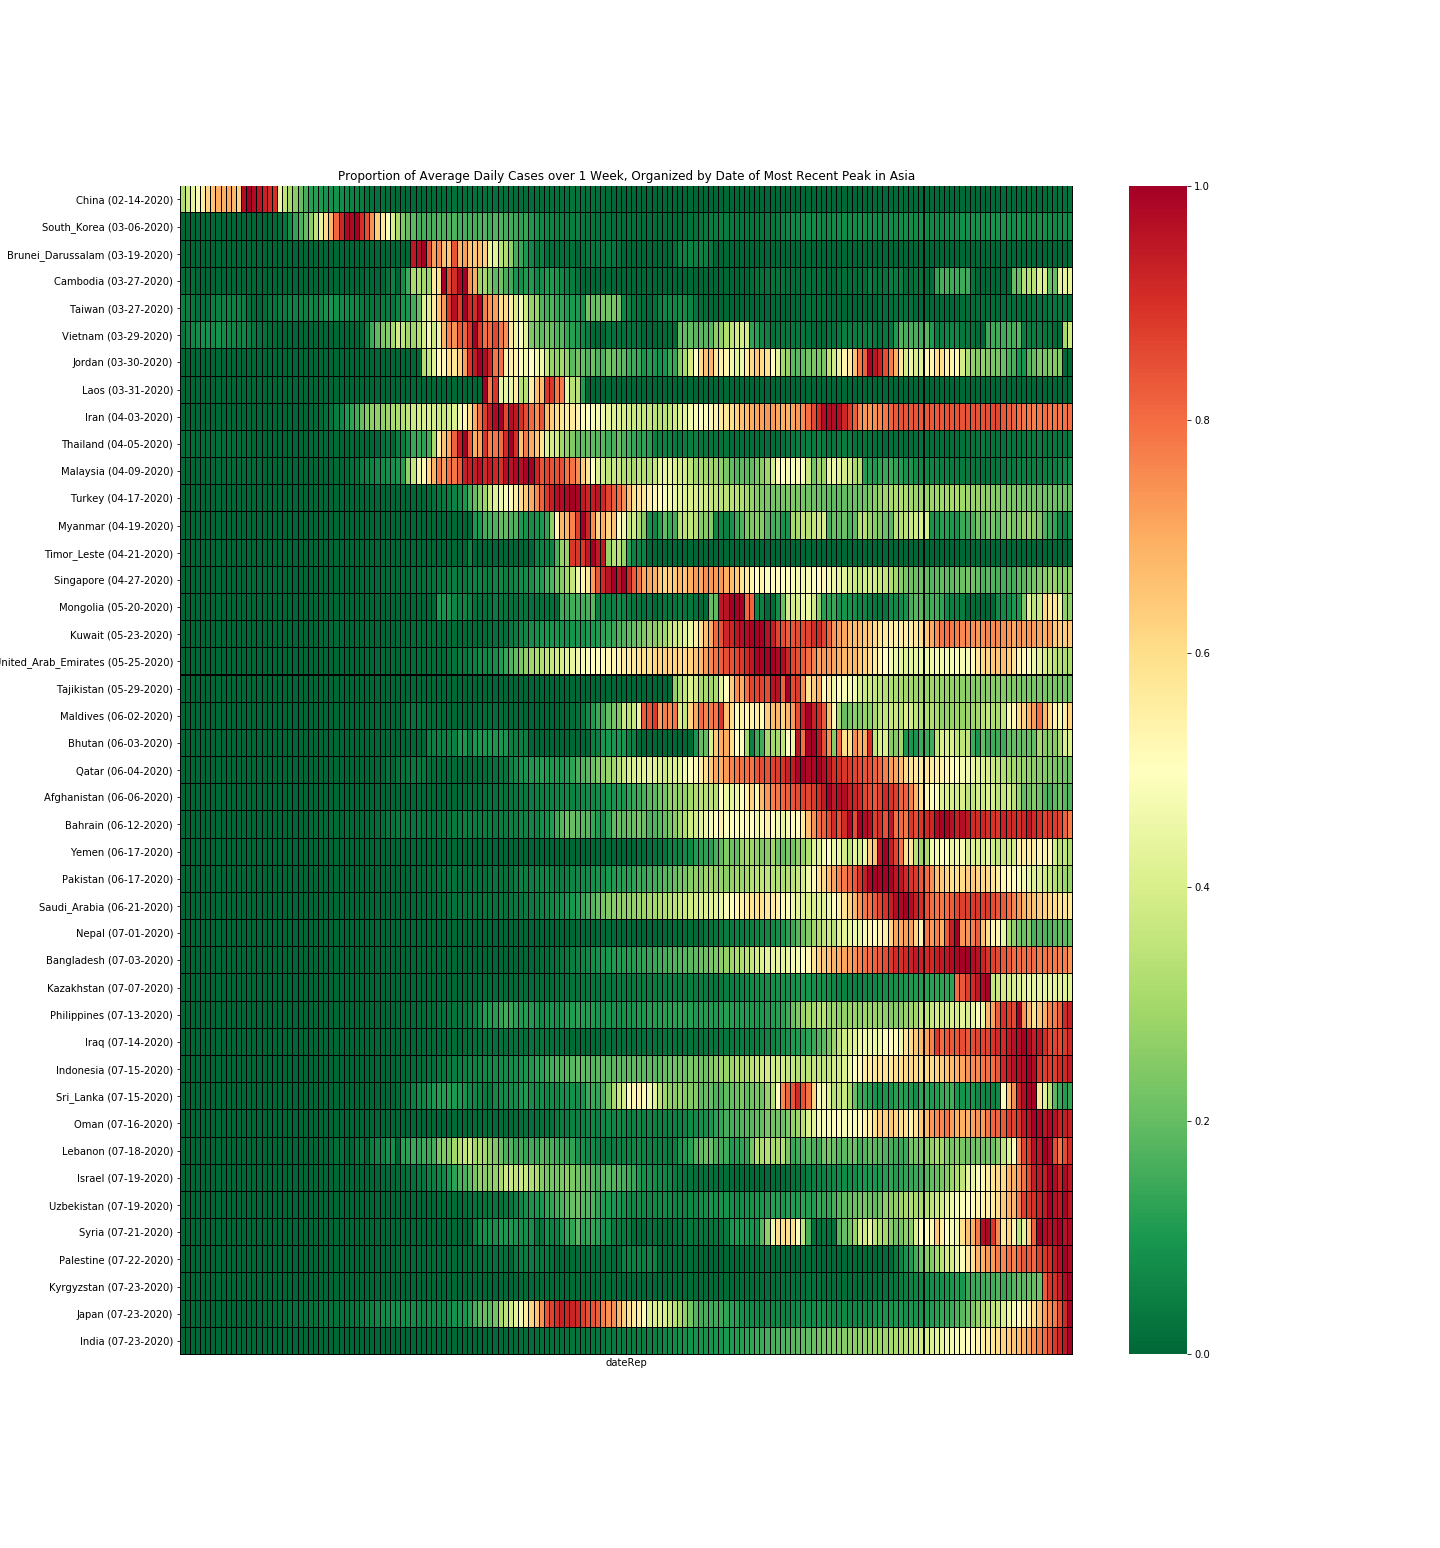 Proportion of Average Daily Cases over 1 Week, Organized by Date of Most Recent Peak in Asia
China (02-14-2020)
South_Korea (03-06-2020)
Brunei_Darussalam (03-19-2020)
Cambodia (03-27-2020)
Taiwan (03-27-2020)
Vietnam (03-29-2020)
Jordan (03-30-2020)
Laos (03-31-2020)
Iran (04-03-2020)
Thailand (04-05-2020)
Malaysia (04-09-2020)
Turkey (04-17-2020)
Myanmar (04-19-2020)
Timor_Leste (04-21-2020)
Singapore (04-27-2020)
Mongolia (05-20-2020)
Kuwait (05-23-2020)
nited_Arab_Emirates (05-25-2020)
Tajikistan (05-29-2020)
Maldives (06-02-2020)
Bhutan (06-03-2020)
Qatar (06-04-2020)
Afghanistan (06-06-2020)
Bahrain (06-12-2020)
Yemen (06-17-2020)
Pakistan (06-17-2020)
Saudi_Arabia (06-21-2020)
Nepal (07-01-2020)
Bangladesh (07-03-2020)
Kazakhstan (07-07-2020)
Philippines (07-13-2020)
Iraq (07-14-2020)
Indonesia (07-15-2020)
Sri_Lanka (07-15-2020)
Oman (07-16-2020)
Lebanon (07-18-2020)
Israel (07-19-2020)
Uzbekistan (07-19-2020)
Syria (07-21-2020)
Palestine (07-22-2020)
Kyrgyzstan (07-23-2020)
Japan (07-23-2020)
India (07-23-2020)
dateRep
1.0
0.8
0.6
0.4
0.2
0.0